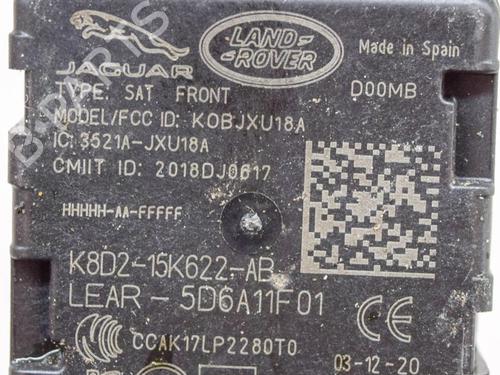 JAGUAR
LAND-
ROVER
Made in Spain
TYPE: SAT FRONT
D00MB
MODEL/FCC ID: KOBJXU18A
IC: 3521A-JXU18A
CMIIT ID: 2018DJ0617
HHHHH-AA-FFFFF
K8D2-15K622-AB
LEAR-5D6A11F01
CE
CCAK17LP2280T0
03-12-20